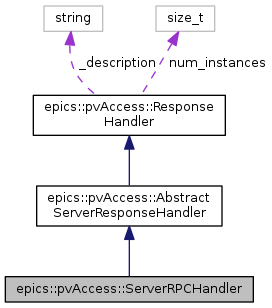 string
size_t
_description
num_instances
epics::pvAccess::Response
Handler
epics::pvAccess::Abstract
ServerResponseHandler
epics::pvAccess::ServerRPCHandler